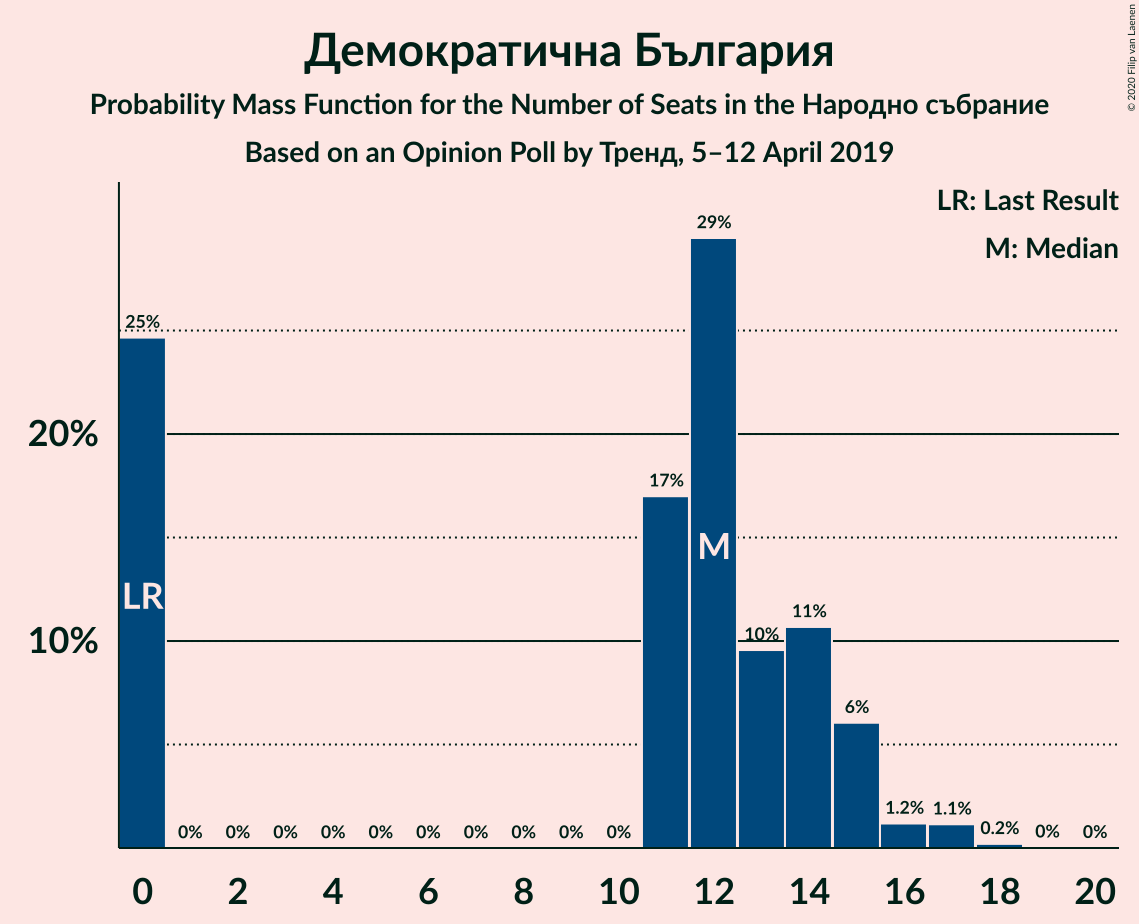 Демократична България
Probability Mass Function for the Number of Seats in the Народно събрание
Based on an Opinion Poll by Тренд, 5–12 April 2019
© 2020 Filip van Laenen
LR: Last Result
M: Median
29%
25%
20%
17%
M
LR
11%
10%
10%
6%
0% 0% 0% 0% 0% 0% 0% 0% 0% 0% 1.2% 1.1% 0.2% 0% 0%
0 2 4 6 8 10 12 14 16 18 20